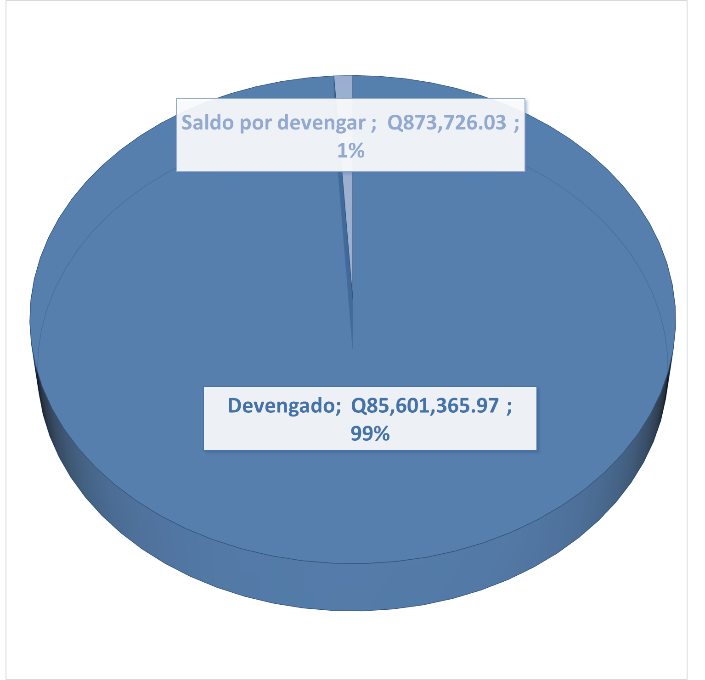 Saldo por devengar ; Q873,726.03 ;
1%
Devengado; Q85,601,365.97 ;
99%